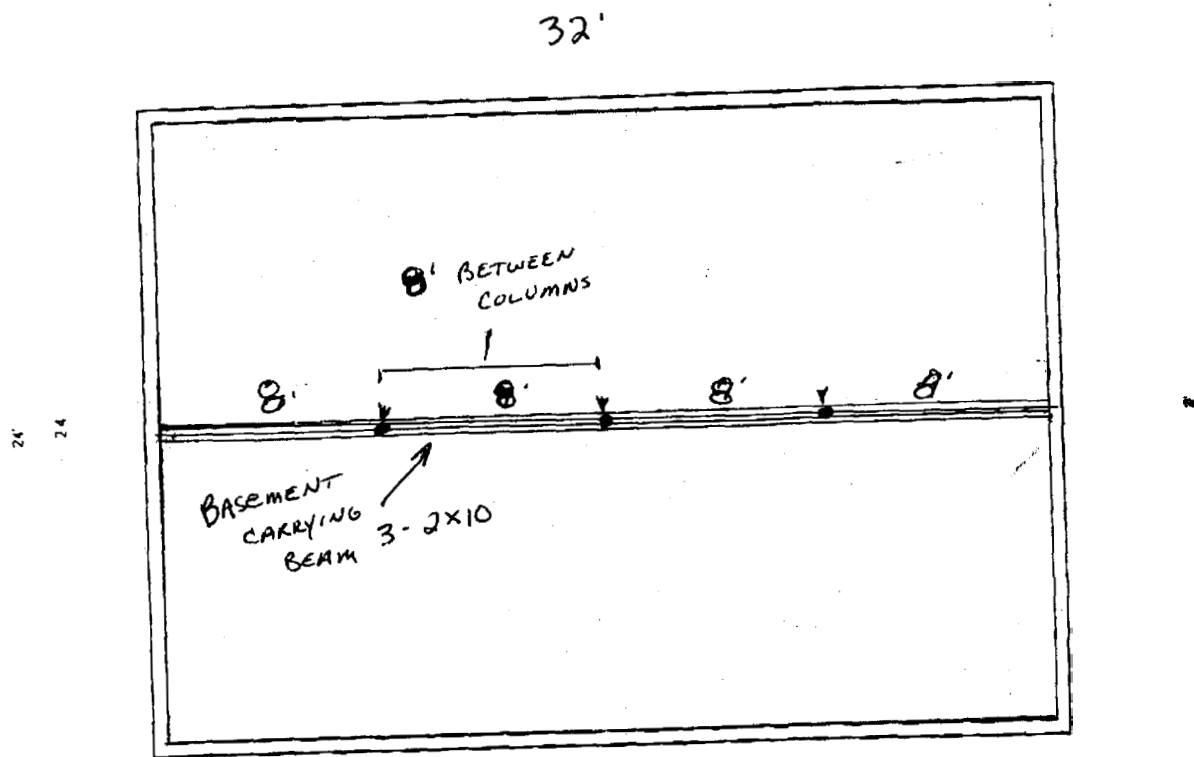 32'
8' BETWEEN
COLUMNS
8' 8' 8' 8'
24' 24
BASEMENT
CARRYING
BEAM 3-2x10